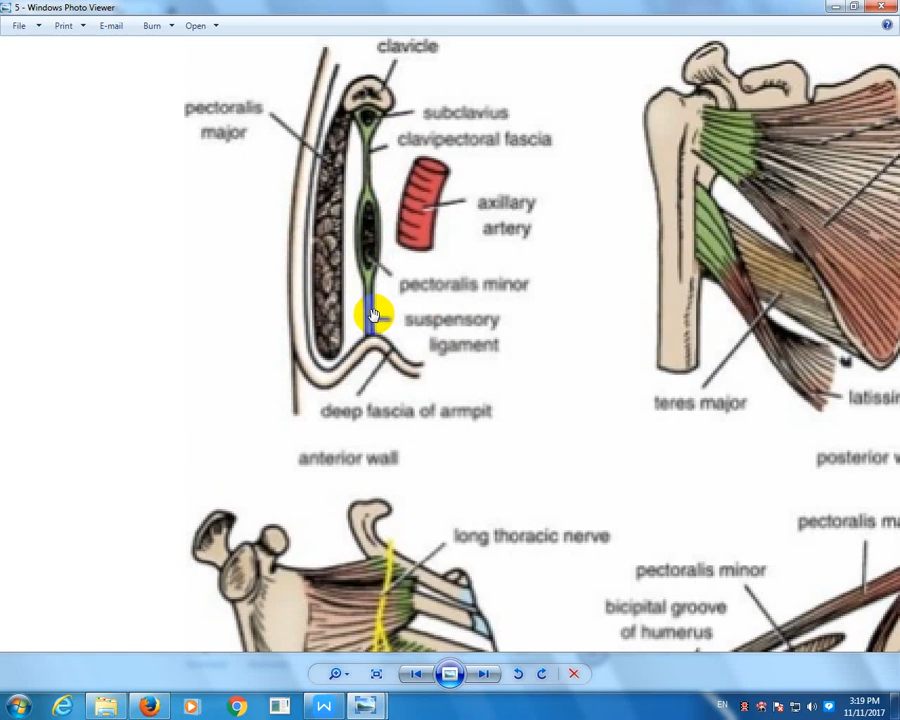 5 - Windows Photo Viewer
File Print E-mail Burn Open
clavicle
pectoralis
major
subclavius
clavipectoral fascia
axillary
artery
pectoralis minor
suspensory
ligament
deep fascia of armpit
anterior wall
teres major
latissi
posterior w
long thoracic nerve
pectoralis ma
pectoralis minor
bicipital groove
of humerus
EN
3:19 PM
11/11/2017